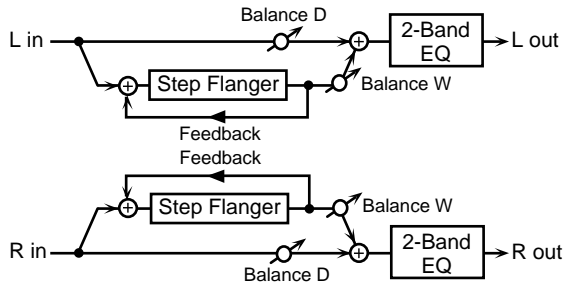 Balance D
L in
2-Band
EQ
L out
Step Flanger
Balance W
Feedback
Feedback
Step Flanger
Balance W
R in
Balance D
2-Band
EQ
R out